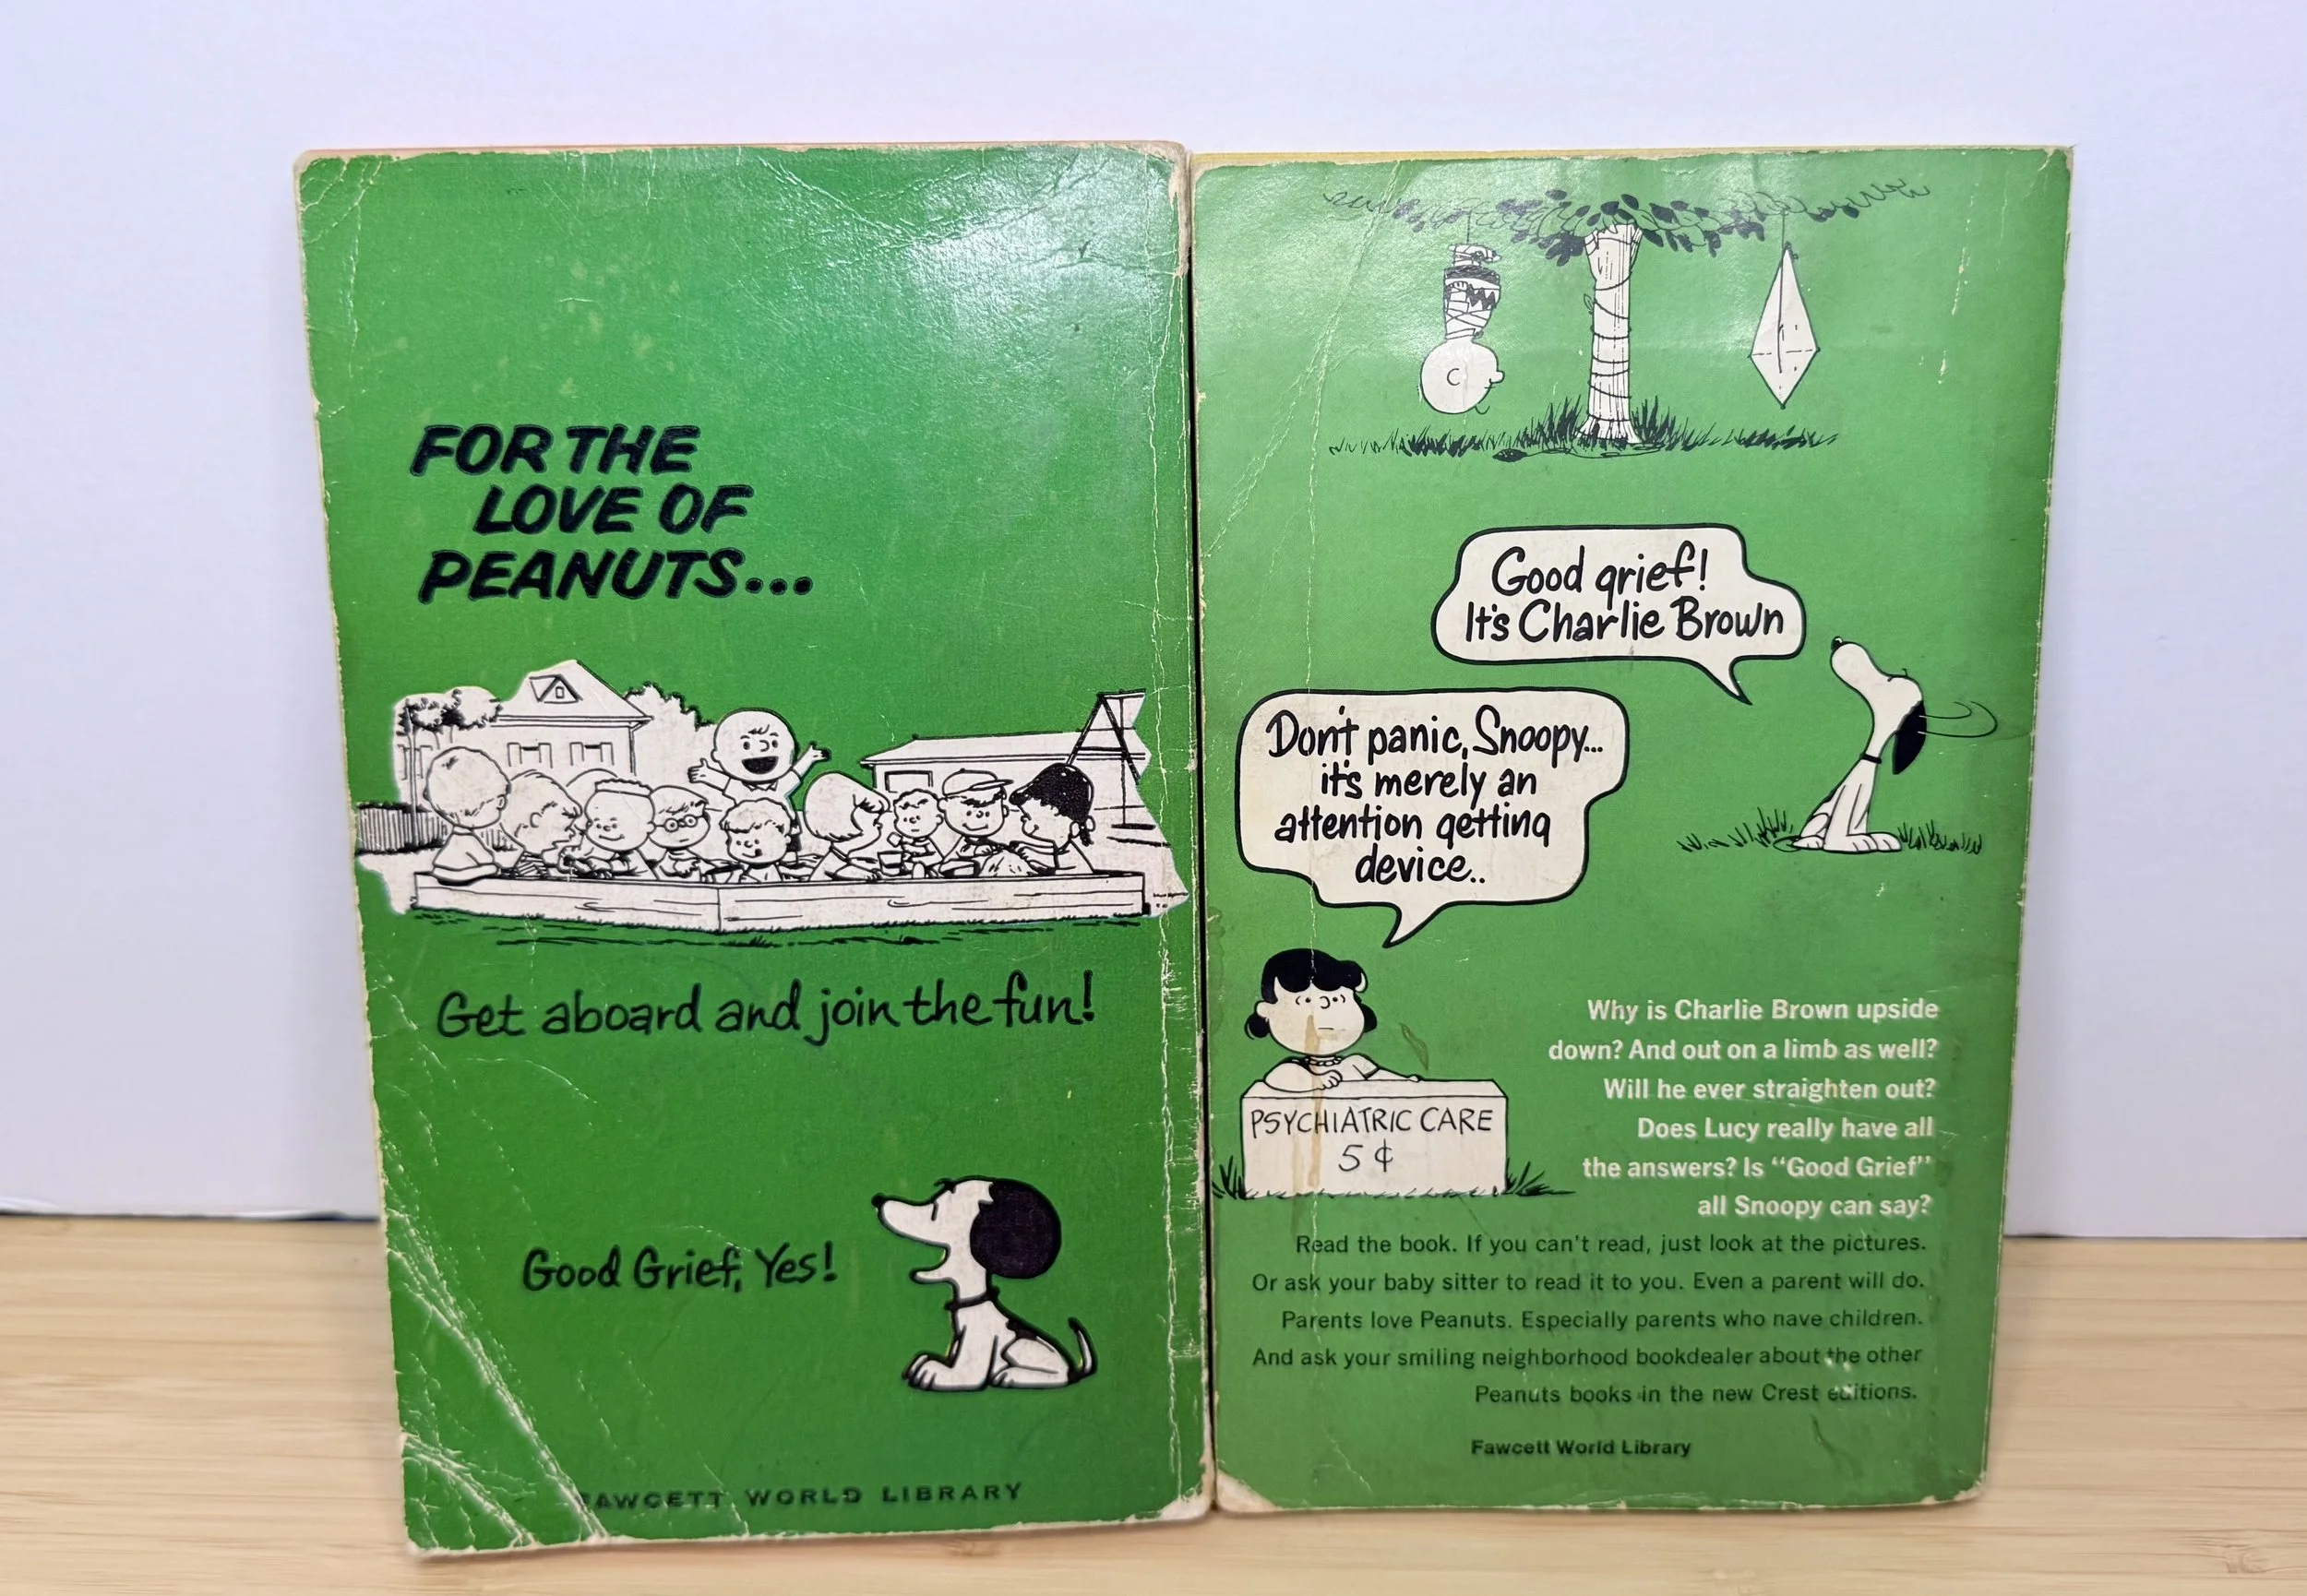 FOR THE
LOVE OF
PEANUTS...
Get aboard and join the fun!
Good Grief, Yes!
FAWCETT WORLD LIBRARY
Good grief!
It's Charlie Brown
Don't panic, Snoopy...
it's merely an
attention getting
device..
PSYCHIATRIC CARE
5¢
Why is Charlie Brown upside
down? And out on a limb as well?
Will he ever straighten out?
Does Lucy really have all
the answers? Is "Good Grief"
all Snoopy can say?
Read the book. If you can't read, just look at the pictures.
Or ask your baby sitter to read it to you. Even a parent will do.
Parents love Peanuts. Especially parents who nave children.
And ask your smiling neighborhood bookdealer about the other
Peanuts books in the new Crest editions.
Fawcett World Library